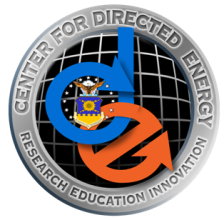 CENTER FOR DIRECTED ENERGY
RESEARCH EDUCATION INNOVATION